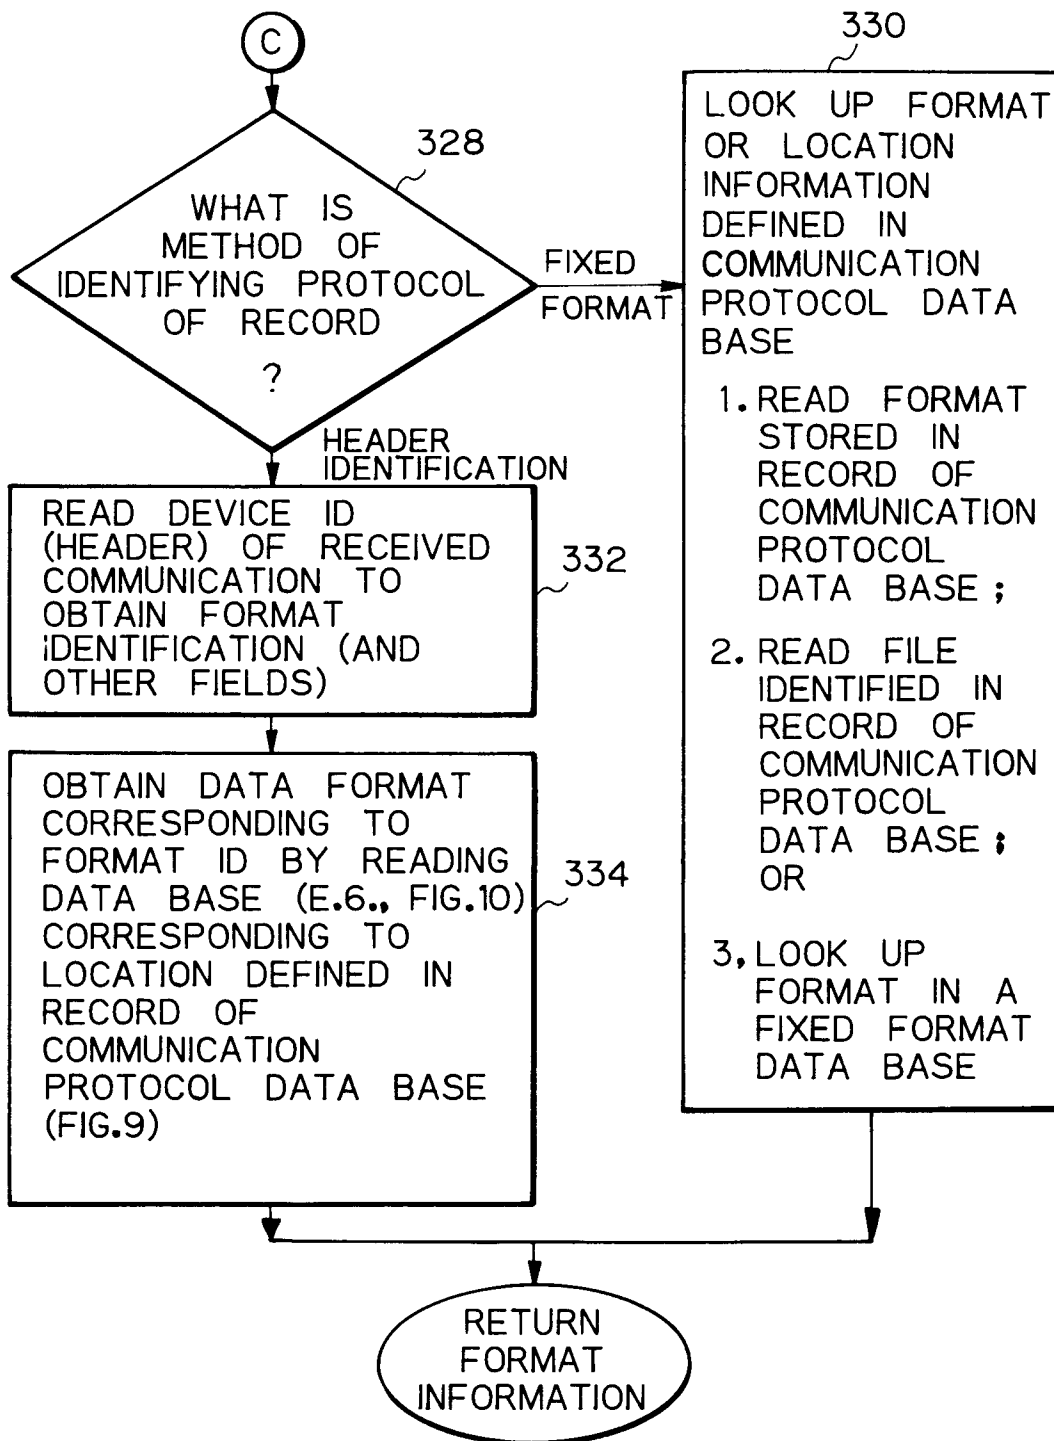 C
328
WHAT IS
METHOD OF
IDENTIFYING PROTOCOL
OF RECORD
?
FIXED
FORMAT
HEADER
IDENTIFICATION
330
LOOK UP FORMAT
OR LOCATION
INFORMATION
DEFINED IN
COMMUNICATION
PROTOCOL DATA
BASE
1. READ FORMAT
STORED IN
RECORD OF
COMMUNICATION
PROTOCOL
DATA BASE ;
2. READ FILE
IDENTIFIED IN
RECORD OF
COMMUNICATION
PROTOCOL
DATA BASE ;
OR
3, LOOK UP
FORMAT IN A
FIXED FORMAT
DATA BASE
READ DEVICE ID
(HEADER) OF RECEIVED
COMMUNICATION TO
OBTAIN FORMAT
IDENTIFICATION (AND
OTHER FIELDS)
332
OBTAIN DATA FORMAT
CORRESPONDING TO
FORMAT ID BY READING
DATA BASE (E.6., FIG.10)
CORRESPONDING TO
LOCATION DEFINED IN
RECORD OF
COMMUNICATION
PROTOCOL DATA BASE
(FIG.9)
334
RETURN
FORMAT
INFORMATION